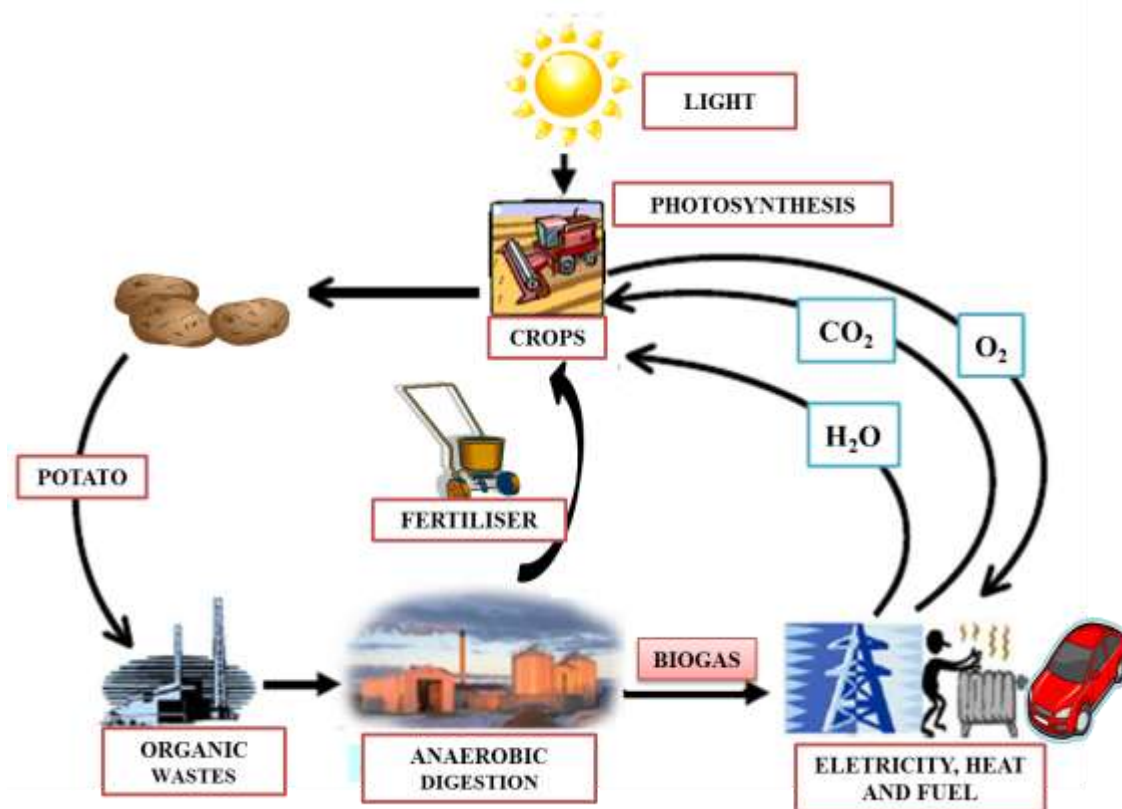 LIGHT
PHOTOSYNTHESIS
CROPS
CO₂
O₂
H₂O
POTATO
FERTILISER
BIOGAS
ORGANIC
WASTES
ANAEROBIC
DIGESTION
ELETRICITY, HEAT
AND FUEL